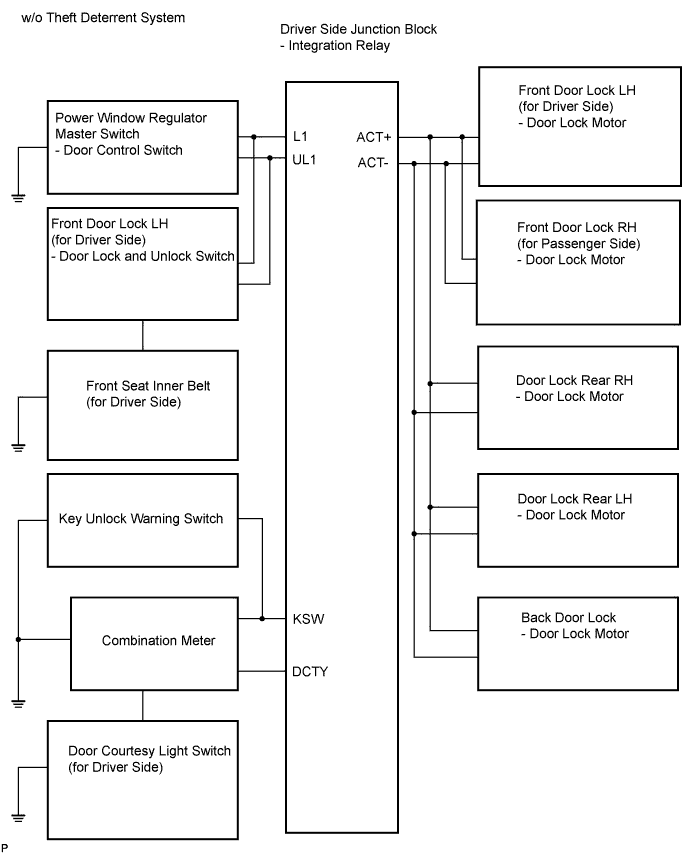 w/o Theft Deterrent System
Driver Side Junction Block
- Integration Relay
Power Window Regulator
Master Switch
- Door Control Switch
Front Door Lock LH
(for Driver Side)
- Door Lock and Unlock Switch
Front Seat Inner Belt
(for Driver Side)
Key Unlock Warning Switch
Combination Meter
Door Courtesy Light Switch
(for Driver Side)
L1
UL1
KSW
DCTY
ACT+
ACT-
Front Door Lock LH
(for Driver Side)
- Door Lock Motor
Front Door Lock RH
(for Passenger Side)
- Door Lock Motor
Door Lock Rear RH
- Door Lock Motor
Door Lock Rear LH
- Door Lock Motor
Back Door Lock
- Door Lock Motor
P